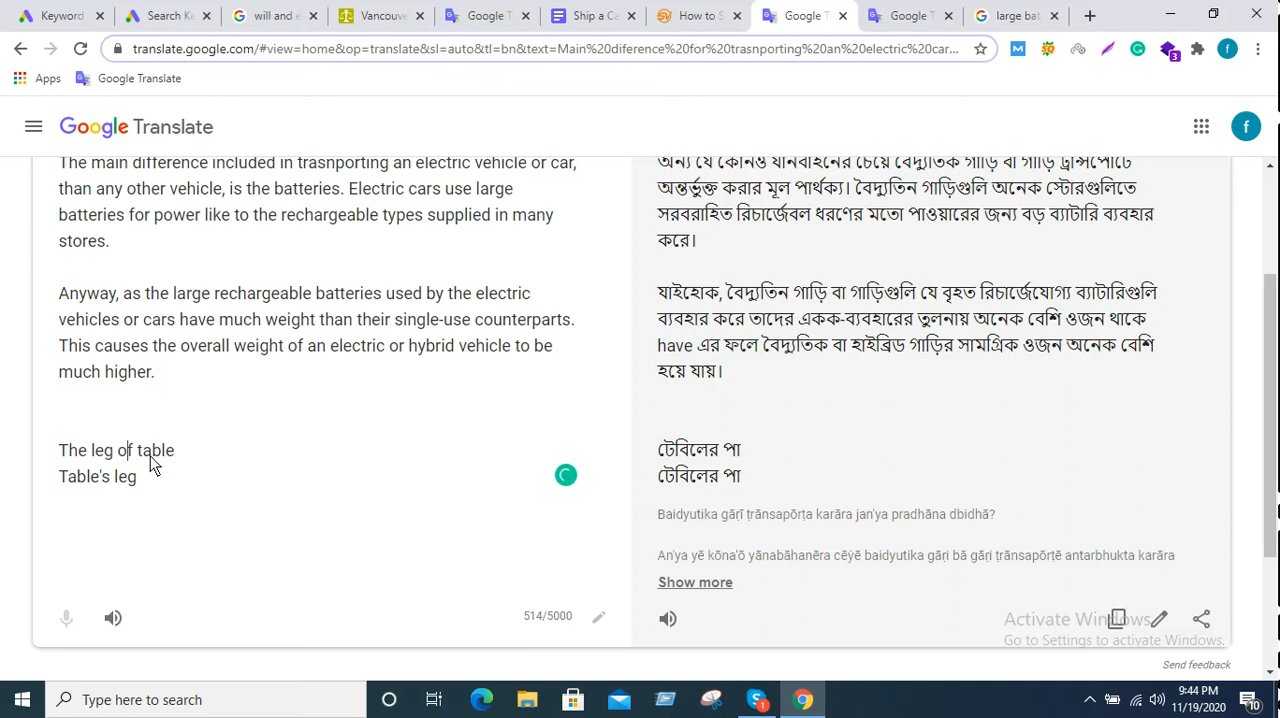 Keyword
Search Ke
will and e
Vancouve
Google T
Ship a Ca
How to
Google T
Google T
large bat
translate.google.com/#view=home&op=translate&sl=auto&tl=bn&text=Main%20diference%20for%20trasnporting%20an%20electric%20car...
3
f
Apps
Google Translate
Google Translate
f
The main difference included in trasnporting an electric vehicle or car,
than any other vehicle, is the batteries. Electric cars use large
batteries for power like to the rechargeable types supplied in many
stores.
Anyway, as the large rechargeable batteries used by the electric
vehicles or cars have much weight than their single-use counterparts.
This causes the overall weight of an electric or hybrid vehicle to be
much higher.
The leg of table
Table's leg
514/5000
অন্য যে কোনও যানবাহনের চেয়ে বৈদ্যুতিক গাড়ি বা গাড়ি ট্রান্সপোর্টে
অন্তর্ভুক্ত করার মূল পার্থক্য। বৈদ্যুতিন গাড়িগুলি অনেক স্টোরগুলিতে
সরবরাহিত রিচার্জেবল ধরণের মতো পাওয়ারের জন্য বড় ব্যাটারি ব্যবহার
করে।
যাইহোক, বৈদ্যুতিন গাড়ি বা গাড়িগুলি যে বৃহত রিচার্জেযোগ্য ব্যাটারিগুলি
ব্যবহার করে তাদের একক-ব্যবহারের তুলনায় অনেক বেশি ওজন থাকে
have এর ফলে বৈদ্যুতিক বা হাইব্রিড গাড়ির সামগ্রিক ওজন অনেক বেশি
হয়ে যায়।
টেবিলের পা
টেবিলের পা
Baidyutika gāṛī ṭrānsapōrṭa karāra jan'ya pradhāna dbidhā?
An'ya yē kōna'ō yānabāhanēra cēẏē baidyutika gāṛi bā gāṛi ṭrānsapōrṭē antarbhukta karāra
Show more
Activate Windows
Go to Settings to activate Windows.
Send feedback
Type here to search
1
9:44 PM
11/19/2020
10